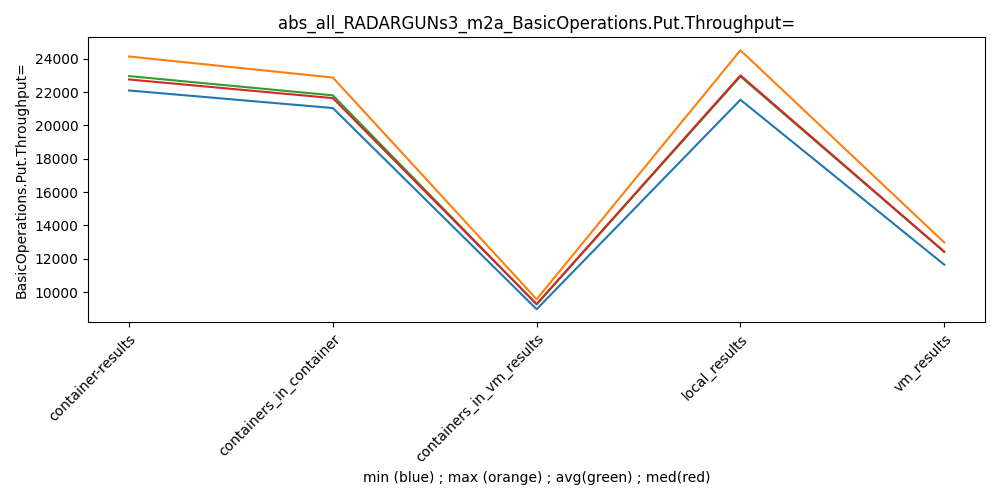 abs_all_RADARGUNs3_m2a_BasicOperations.Put.Throughput=
BasicOperations.Put.Throughput=
24000
22000
20000
18000
16000
14000
12000
10000
container-results
containers_in_container
containers_in_vm_results
local_results
vm_results
min (blue) ; max (orange) ; avg(green) ; med(red)